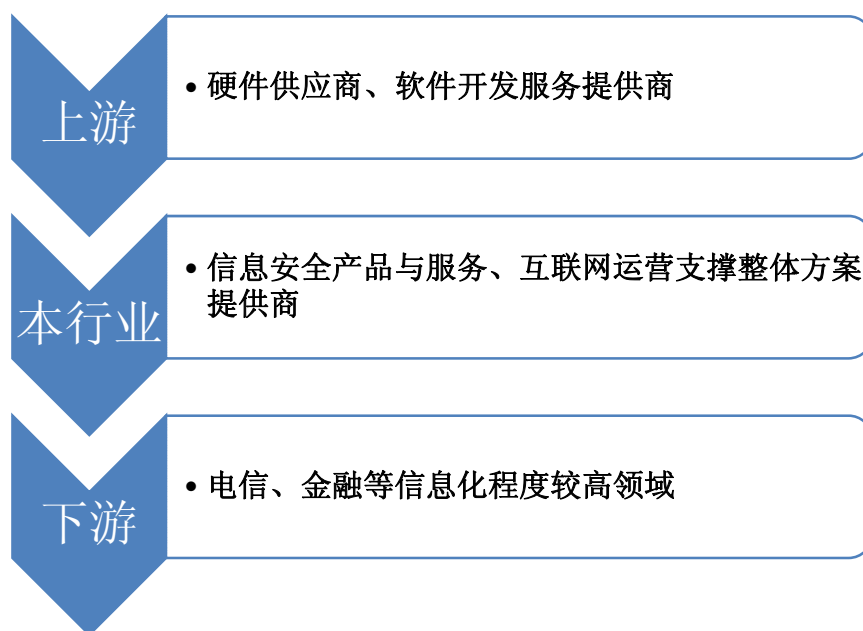 上游
• 硬件供应商、软件开发服务提供商
本行业
• 信息安全产品与服务、互联网运营支撑整体方案
提供商
下游
• 电信、金融等信息化程度较高领域